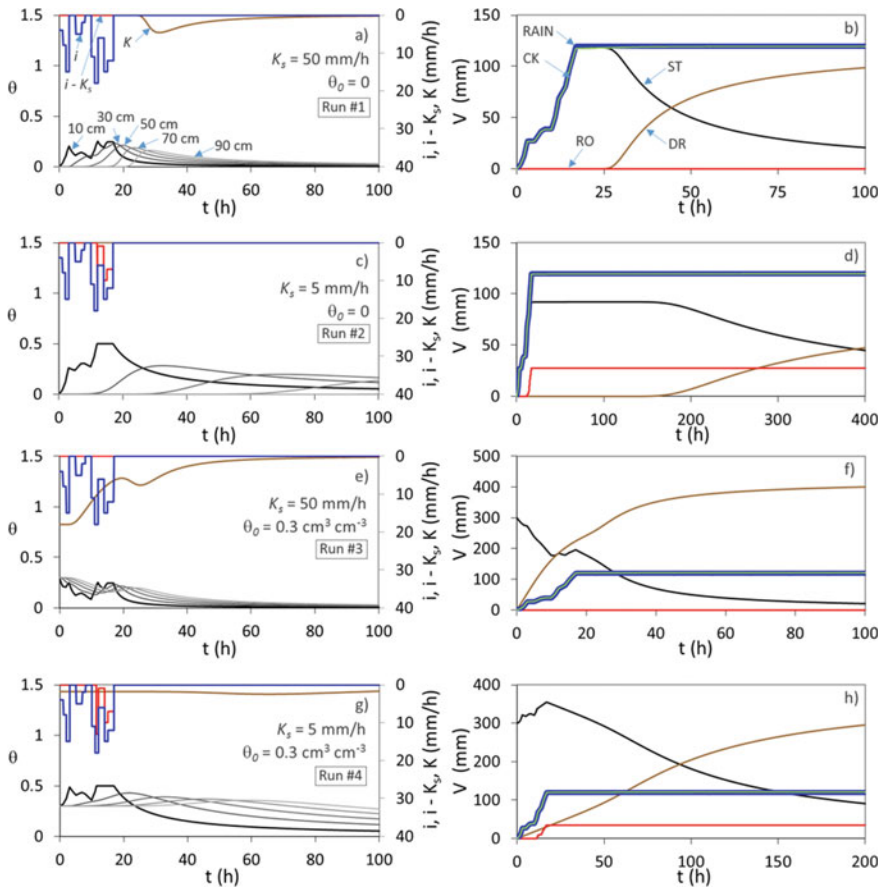 1.5
1
0.5
0
θ
0
10
20
30
40
i, i - Ks, K (mm/h)
0 20 40 60 80 100
t (h)
i
i - Ks
K
a)
Ks = 50 mm/h
θ0 = 0
Run #1
10 cm
30 cm
50 cm
70 cm
90 cm
150
100
50
0
V (mm)
0 25 50 75 100
t (h)
b)
RAIN
CK
ST
RO
DR
1.5
1
0.5
0
θ
0
10
20
30
40
i, i - Ks, K (mm/h)
0 20 40 60 80 100
t (h)
c)
Ks = 5 mm/h
θ0 = 0
Run #2
150
100
50
0
V (mm)
0 100 200 300 400
t (h)
d)
1.5
1
0.5
0
θ
0
10
20
30
40
i, i - Ks, K (mm/h)
0 20 40 60 80 100
t (h)
e)
Ks = 50 mm/h
θ0 = 0.3 cm³ cm⁻³
Run #3
500
400
300
200
100
0
V (mm)
0 20 40 60 80 100
t (h)
f)
1.5
1
0.5
0
θ
0
10
20
30
40
i, i - Ks, K (mm/h)
0 20 40 60 80 100
t (h)
g)
Ks = 5 mm/h
θ0 = 0.3 cm³ cm⁻³
Run #4
400
300
200
100
0
V (mm)
0 50 100 150 200
t (h)
h)